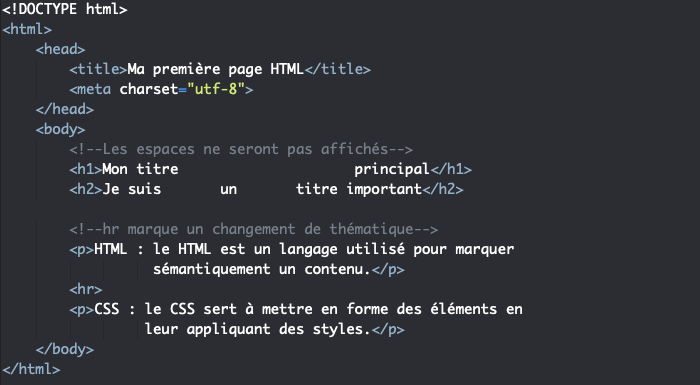 <!DOCTYPE html>
<html>
    <head>
        <title>Ma première page HTML</title>
        <meta charset="utf-8">
    </head>
    <body>
        <!--Les espaces ne seront pas affichés-->
        <h1>Mon titre                     principal</h1>
        <h2>Je suis       un       titre important</h2>

        <!--hr marque un changement de thématique-->
        <p>HTML : le HTML est un langage utilisé pour marquer
                  sémantiquement un contenu.</p>
        <hr>
        <p>CSS : le CSS sert à mettre en forme des éléments en
                 leur appliquant des styles.</p>
    </body>
</html>